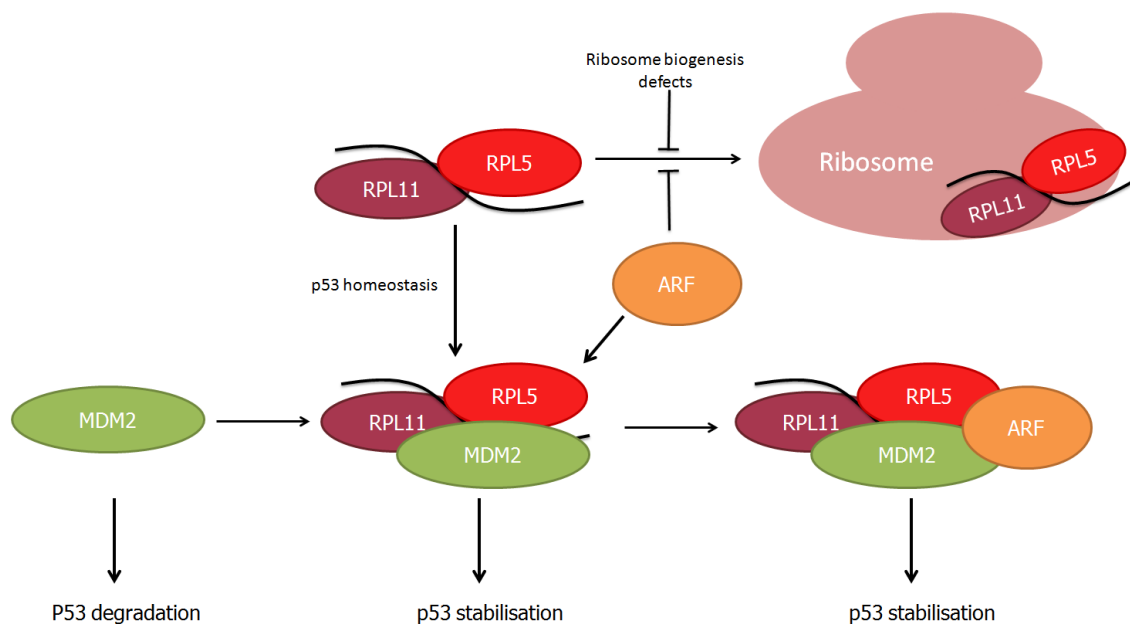 Ribosome biogenesis
defects
RPL5
RPL11
Ribosome
RPL5
RPL11
p53 homeostasis
ARF
MDM2
RPL5
RPL11
MDM2
RPL5
RPL11
ARF
MDM2
P53 degradation
p53 stabilisation
p53 stabilisation